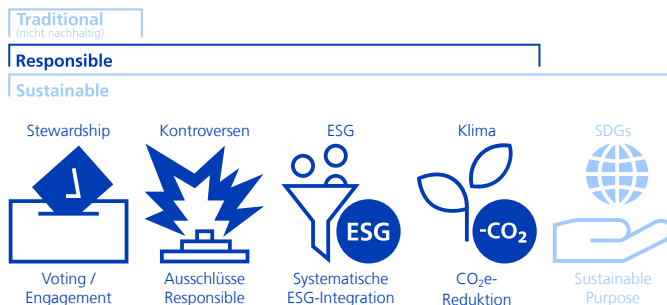 Traditional
(nicht nachhaltig)
Responsible
Sustainable
Stewardship
Kontroversen
ESG
Klima
SDGs
ESG
-CO₂
Voting /
Engagement
Ausschlüsse
Responsible
Systematische
ESG-Integration
CO₂e-
Reduktion
Sustainable
Purpose